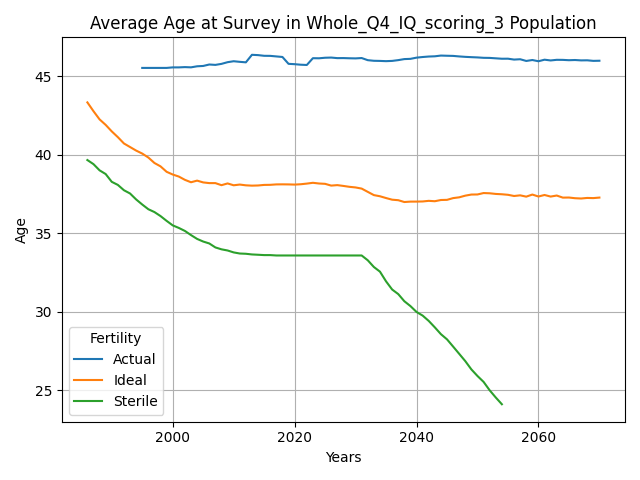 Average Age at Survey in Whole_Q4_IQ_scoring_3 Population
Age
45
40
35
30
25
Fertility
Actual
Ideal
Sterile
2000 2020 2040 2060
Years